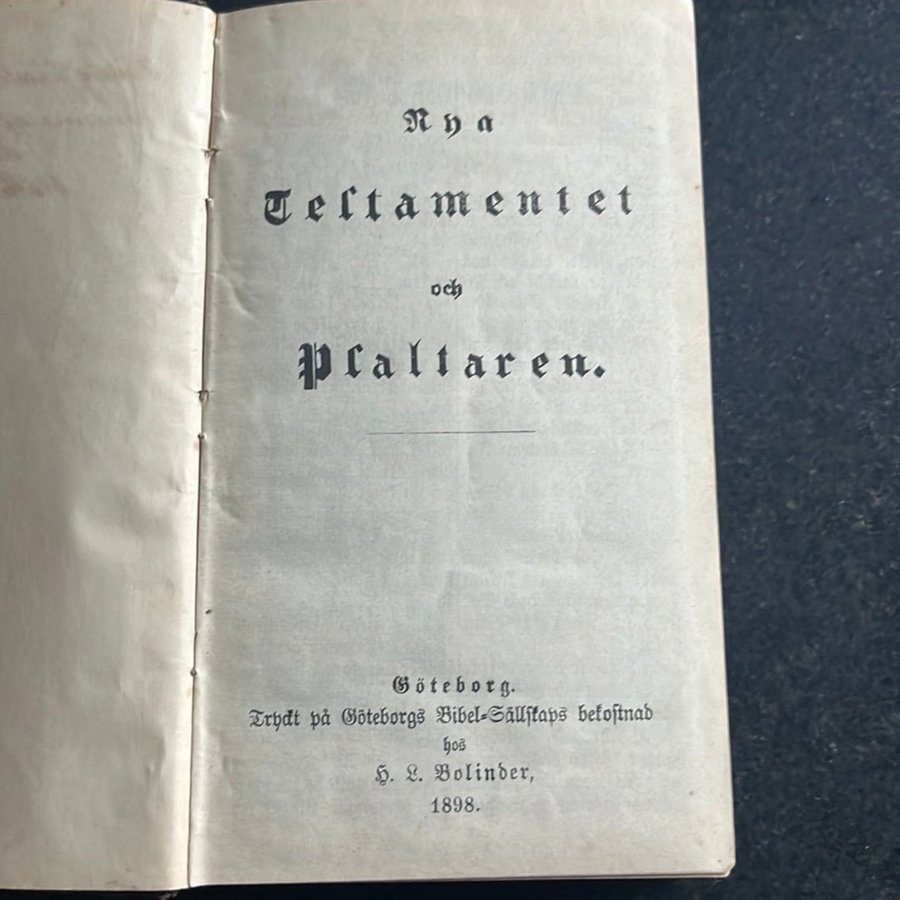 Nya
Teſtamentet
och
Pſaltaren.
Göteborg.
Tryckt på Göteborgs Bibel-Sällſkaps bekoſtnad
hos
H. L. Bolinder,
1898.